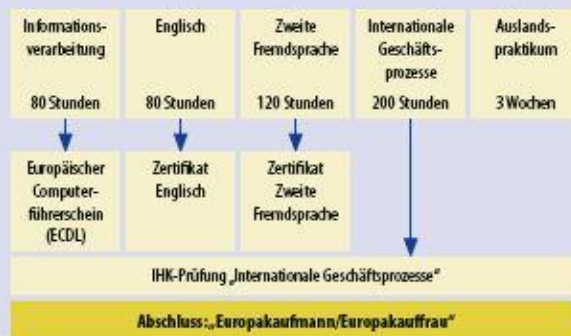 Informations-
verarbeitung
80 Stunden
Englisch
80 Stunden
Zweite
Fremdsprache
120 Stunden
Internationale
Geschäfts-
prozesse
200 Stunden
Auslands-
praktikum
3 Wochen
Europäischer
Computer-
führerschein
(ECDL)
Zertifikat
Englisch
Zertifikat
Zweite
Fremdsprache
IHK-Prüfung „Internationale Geschäftsprozesse“
Abschluss: „Europakaufmann/Europakauffrau“